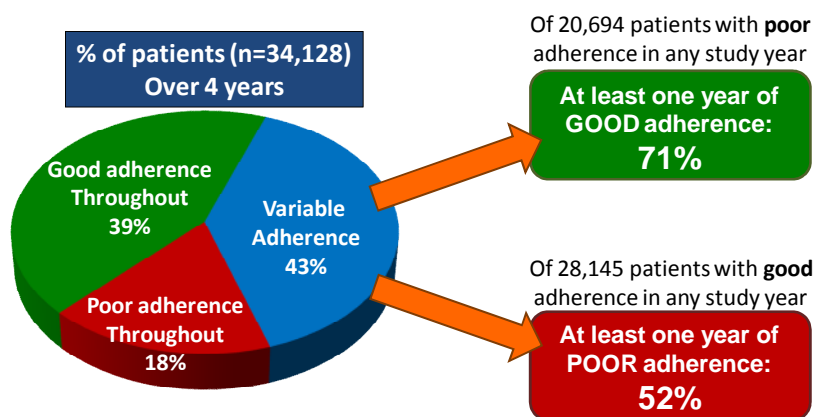 % of patients (n=34,128)
Over 4 years
Good adherence
Throughout
39%
Variable
Adherence
43%
Poor adherence
Throughout
18%
Of 20,694 patients with poor
adherence in any study year
At least one year of
GOOD adherence:
71%
Of 28,145 patients with good
adherence in any study year
At least one year of
POOR adherence:
52%